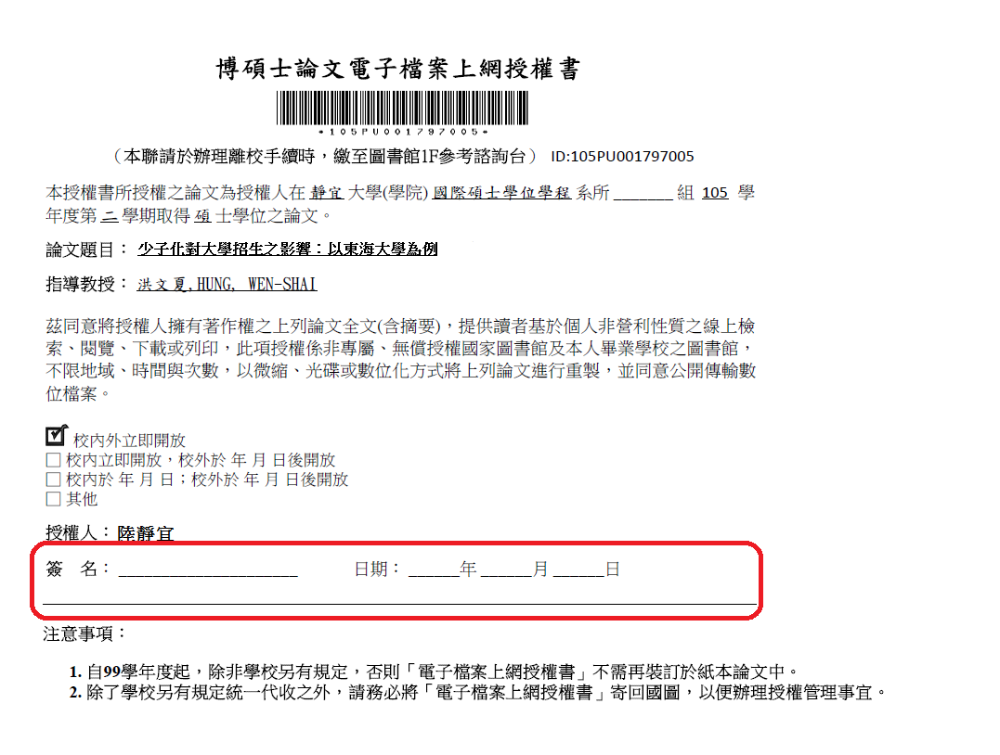 博碩士論文電子檔案上網授權書
*105PU001797005*
（本聯請於辦理離校手續時，繳至圖書館1F參考諮詢台） ID:105PU001797005
本授權書所授權之論文為授權人在 靜宜 大學(學院) 國際碩士學位學程 系所 _______ 組 105 學
年度第 二 學期取得 碩 士學位之論文。
論文題目： 少子化對大學招生之影響：以東海大學為例
指導教授： 洪文夏,HUNG, WEN-SHAI
茲同意將授權人擁有著作權之上列論文全文(含摘要)，提供讀者基於個人非營利性質之線上檢
索、閱覽、下載或列印，此項授權係非專屬、無償授權國家圖書館及本人畢業學校之圖書館，
不限地域、時間與次數，以微縮、光碟或數位化方式將上列論文進行重製，並同意公開傳輸數
位檔案。
☑ 校內外立即開放
□ 校內立即開放，校外於 年 月 日後開放
□ 校內於 年 月 日；校外於 年 月 日後開放
□ 其他
授權人： 陸靜宜
簽 名： _____________________ 日期： ______年 ______月 ______日
注意事項：
1. 自99學年度起，除非學校另有規定，否則「電子檔案上網授權書」不需再裝訂於紙本論文中。
2. 除了學校另有規定統一代收之外，請務必將「電子檔案上網授權書」寄回國圖，以便辦理授權管理事宜。